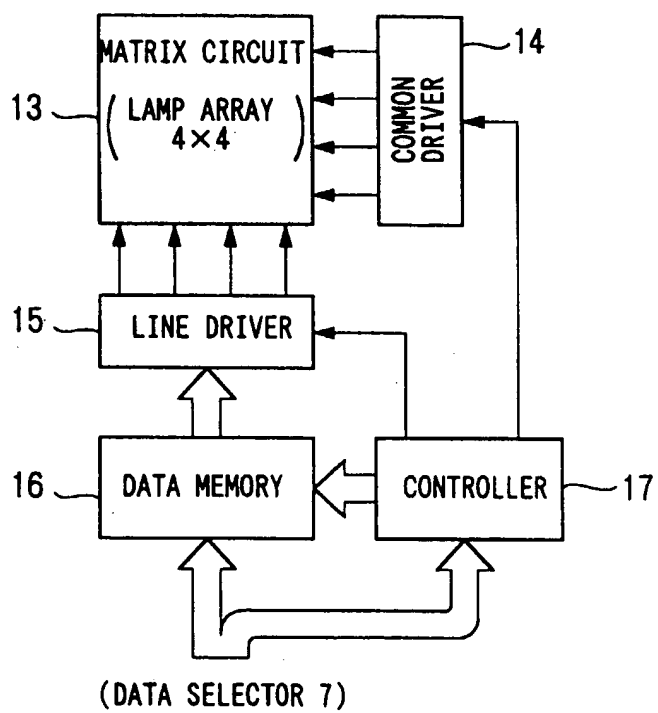 MATRIX CIRCUIT
(LAMP ARRAY
4×4)
13
COMMON
DRIVER
14
15
LINE DRIVER
16
DATA MEMORY
CONTROLLER
17
(DATA SELECTOR 7)